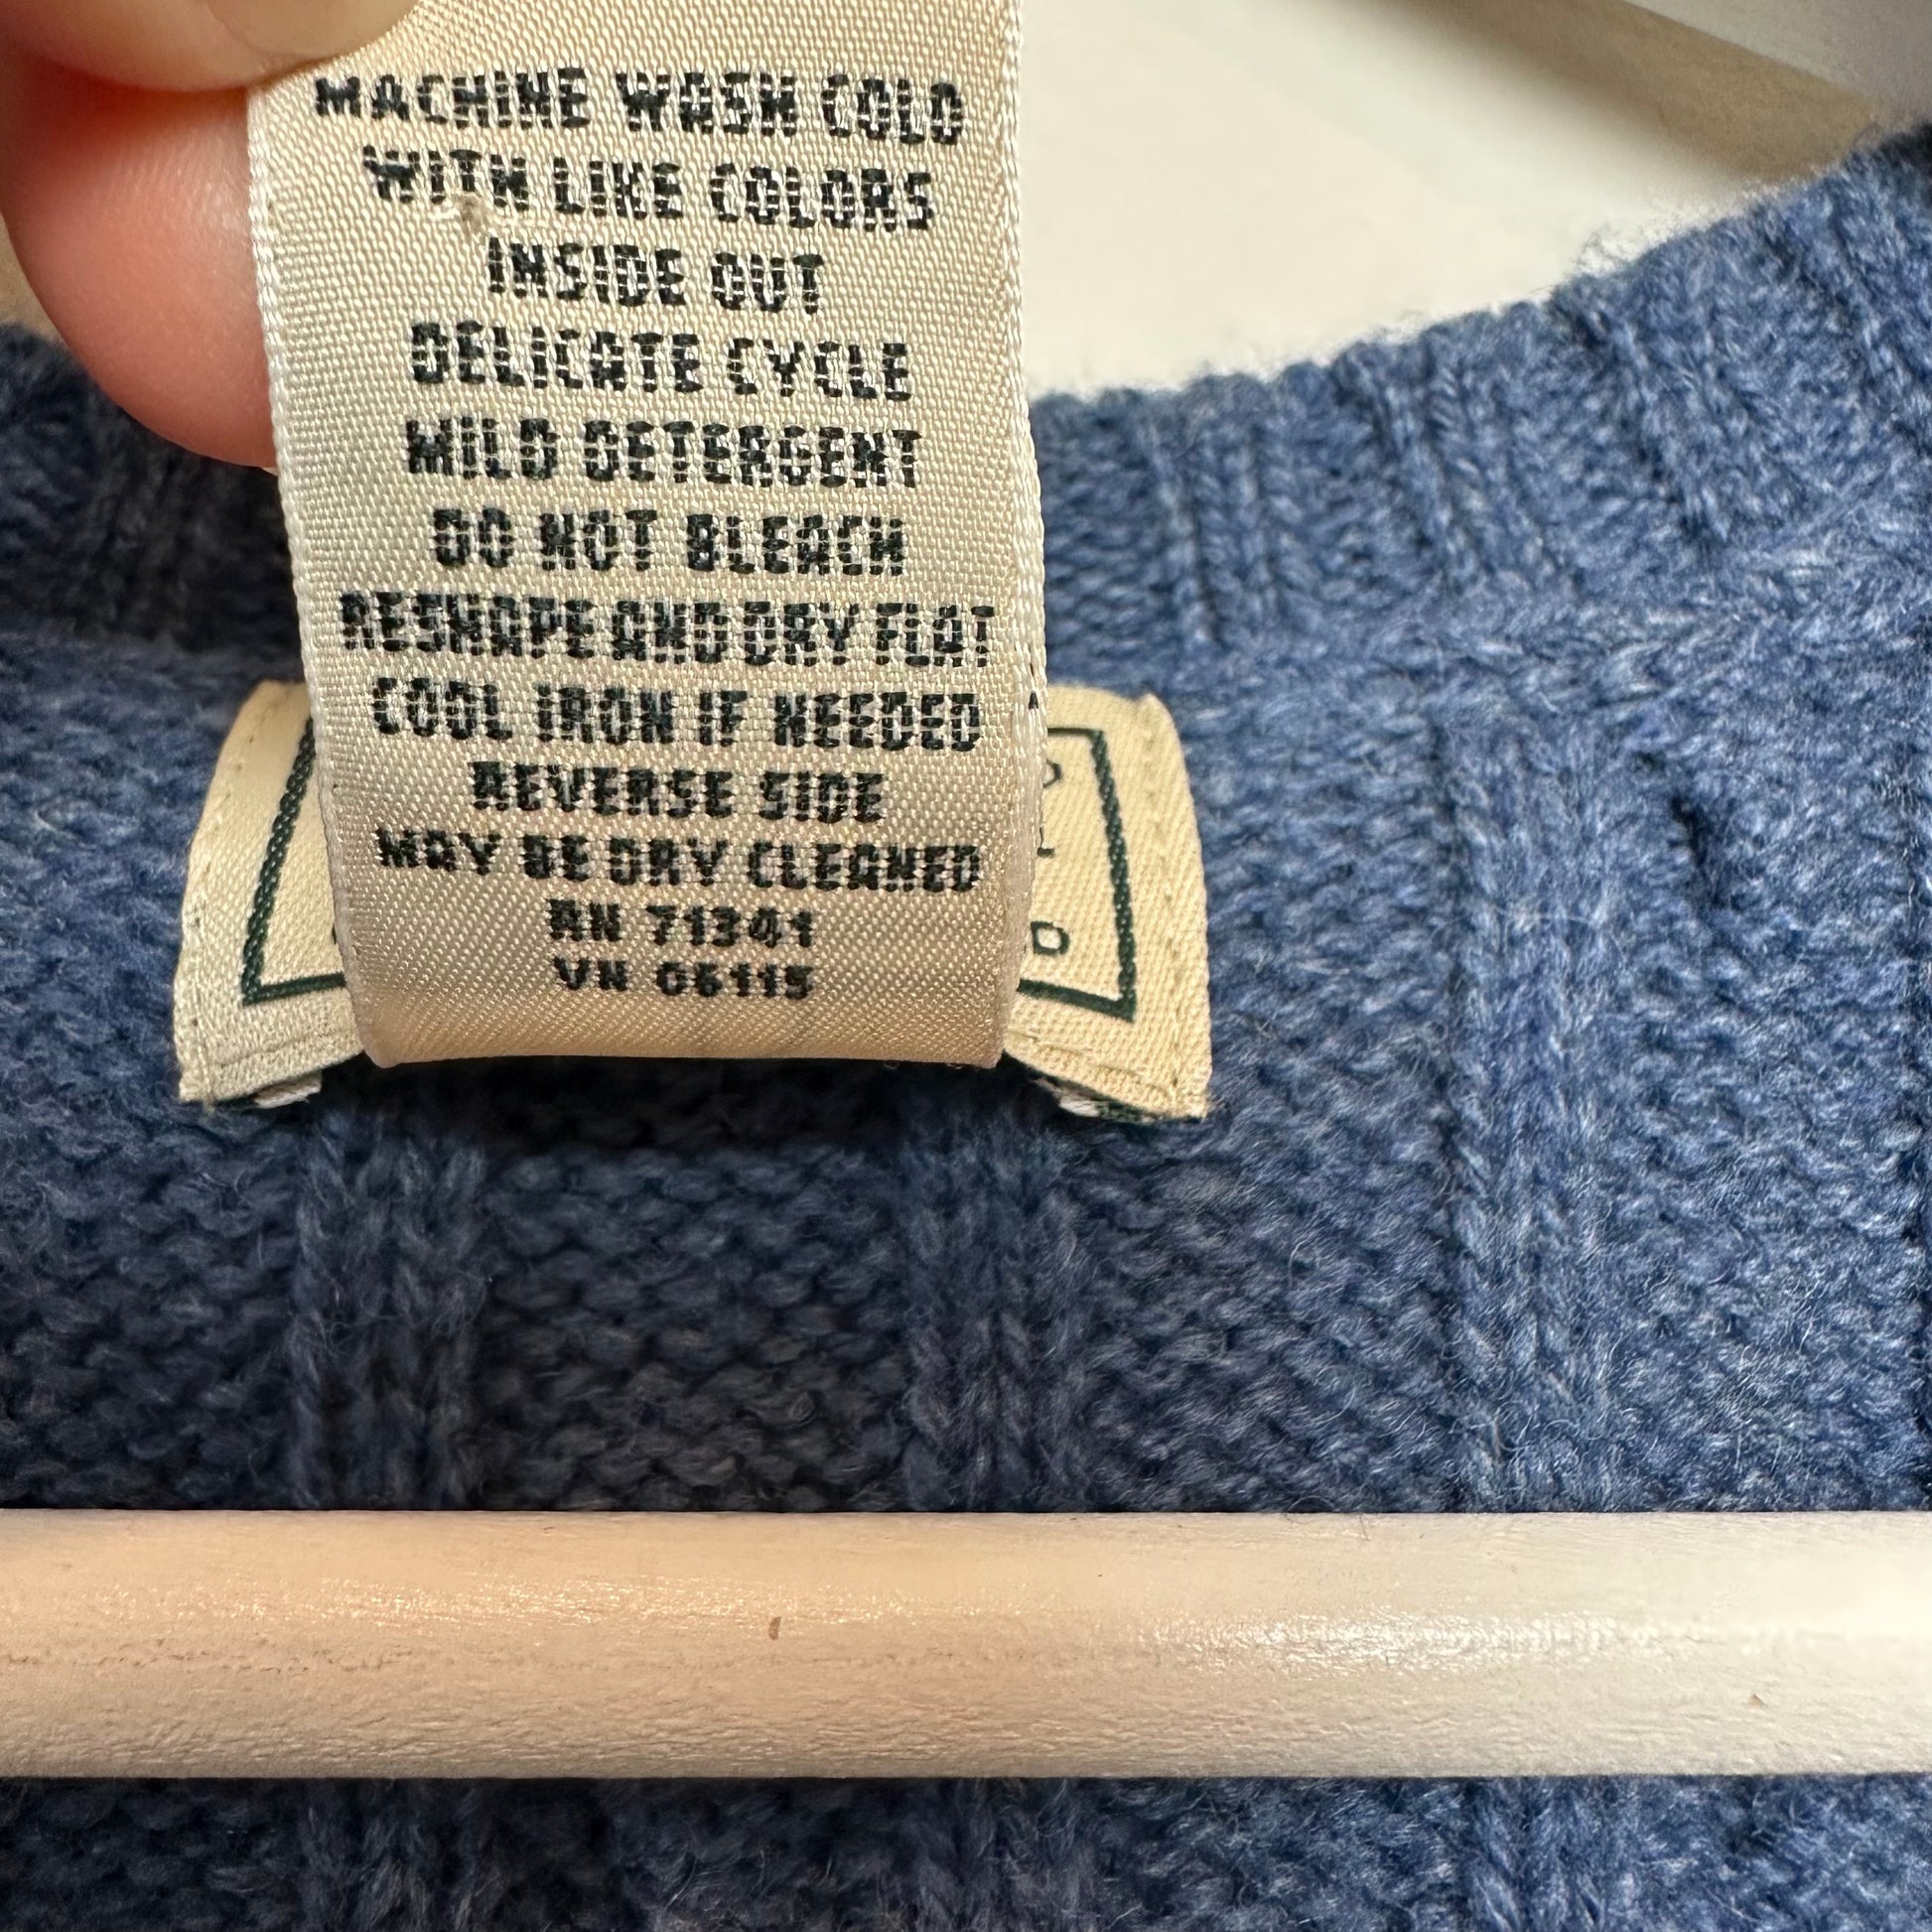 MACHINE WASH COLD
WITH LIKE COLORS
INSIDE OUT
DELICATE CYCLE
MILD DETERGENT
DO NOT BLEACH
RESHAPE AND DRY FLAT
COOL IRON IF NEEDED
REVERSE SIDE
MAY BE DRY CLEANED
RN 71341
VN 06115
D